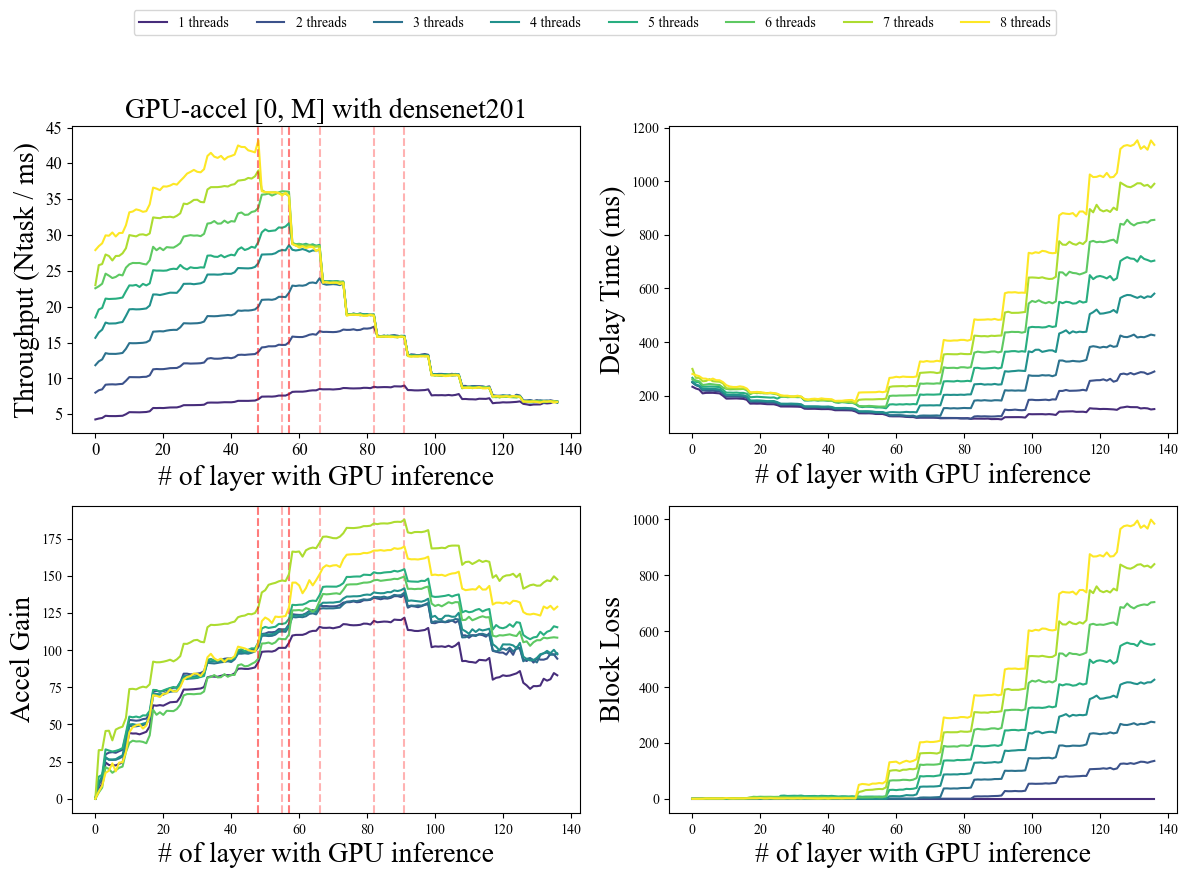 1 threads 2 threads 3 threads 4 threads 5 threads 6 threads 7 threads 8 threads
GPU-accel [0, M] with densenet201
Throughput (Ntask / ms)
45
40
35
30
25
20
15
10
5
0 20 40 60 80 100 120 140
# of layer with GPU inference
Delay Time (ms)
1200
1000
800
600
400
200
0 20 40 60 80 100 120 140
# of layer with GPU inference
Accel Gain
175
150
125
100
75
50
25
0
0 20 40 60 80 100 120 140
# of layer with GPU inference
Block Loss
1000
800
600
400
200
0
0 20 40 60 80 100 120 140
# of layer with GPU inference